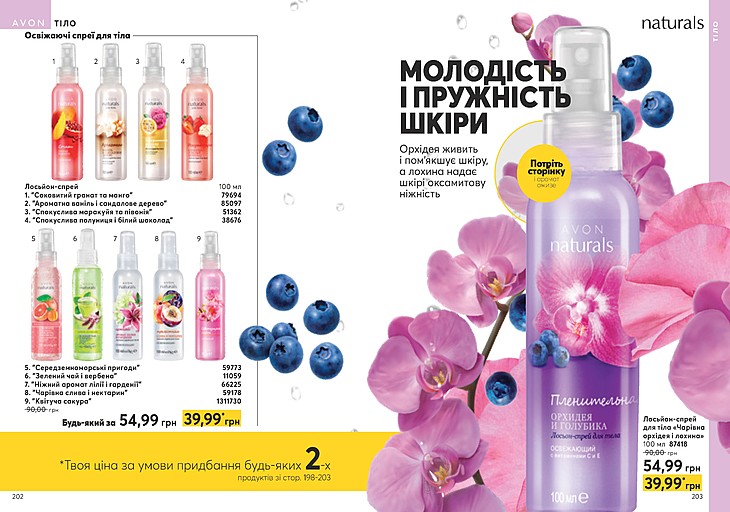 AVON ТІЛО
Освіжаючі спреї для тіла
1 2 3 4
Лосьйон-спрей 100 мл
1. "Соковитий гранат та манго" 79694
2. "Ароматна ваніль і сандалове дерево" 85097
3. "Спокуслива маракуйя та півонія" 51362
4. "Спокуслива полуниця і білий шоколад" 38676
5 6 7 8 9
5. "Середземноморські пригоди" 59773
6. "Зелений чай і вербена" 11059
7. "Ніжний аромат лілії і гарденії" 66225
8. "Чарівна слива і нектарин" 59178
9. "Квітуча сакура" 1311730
90,00 грн
Будь-який за 54,99 грн 39,99* грн
*Твоя ціна за умови придбання будь-яких 2-х
продуктів зі стор. 198-203
202
naturals
ТІЛО
МОЛОДІСТЬ
І ПРУЖНІСТЬ
ШКІРИ
Орхідея живить
і пом'якшує шкіру,
а лохина надає
шкірі оксамитову
ніжність
Потріть
сторінку
і аромат
ожизе
AVON
naturals
Пленительна
ОРХИДЕЯ
И ГОЛУБИКА
Лосьон-спрей для тела
ОСВЕЖАЮЩИЙ
с витаминами С и Е
100 мл e
Лосьйон-спрей
для тіла «Чарівна
орхідея і лохина»
100 мл 87418
90,00 грн
54,99 грн
39,99* грн
203